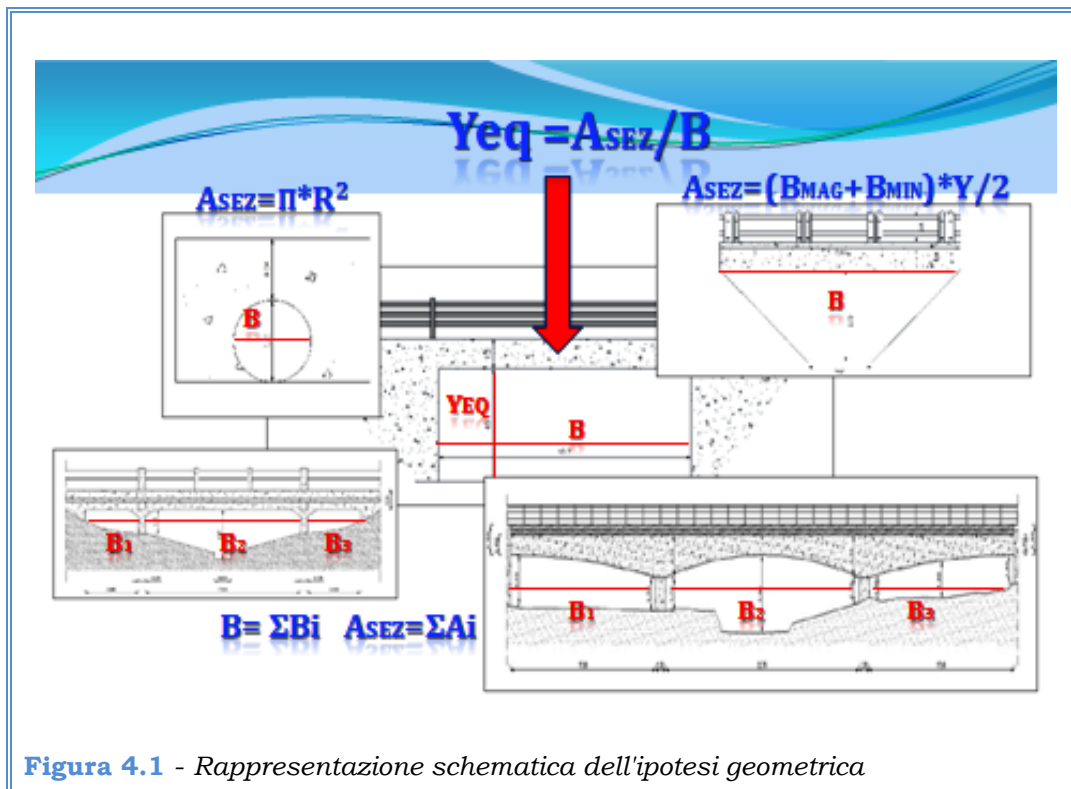 Yeq =ASEZ/B
ASEZ=Π*R²
ASEZ=(BMAG+BMIN)*Y/2
B
B
YEQ
B
B1 B2 B3
B1 B2 B3
B= ΣBi ASEZ=ΣAi
Figura 4.1 - Rappresentazione schematica dell'ipotesi geometrica